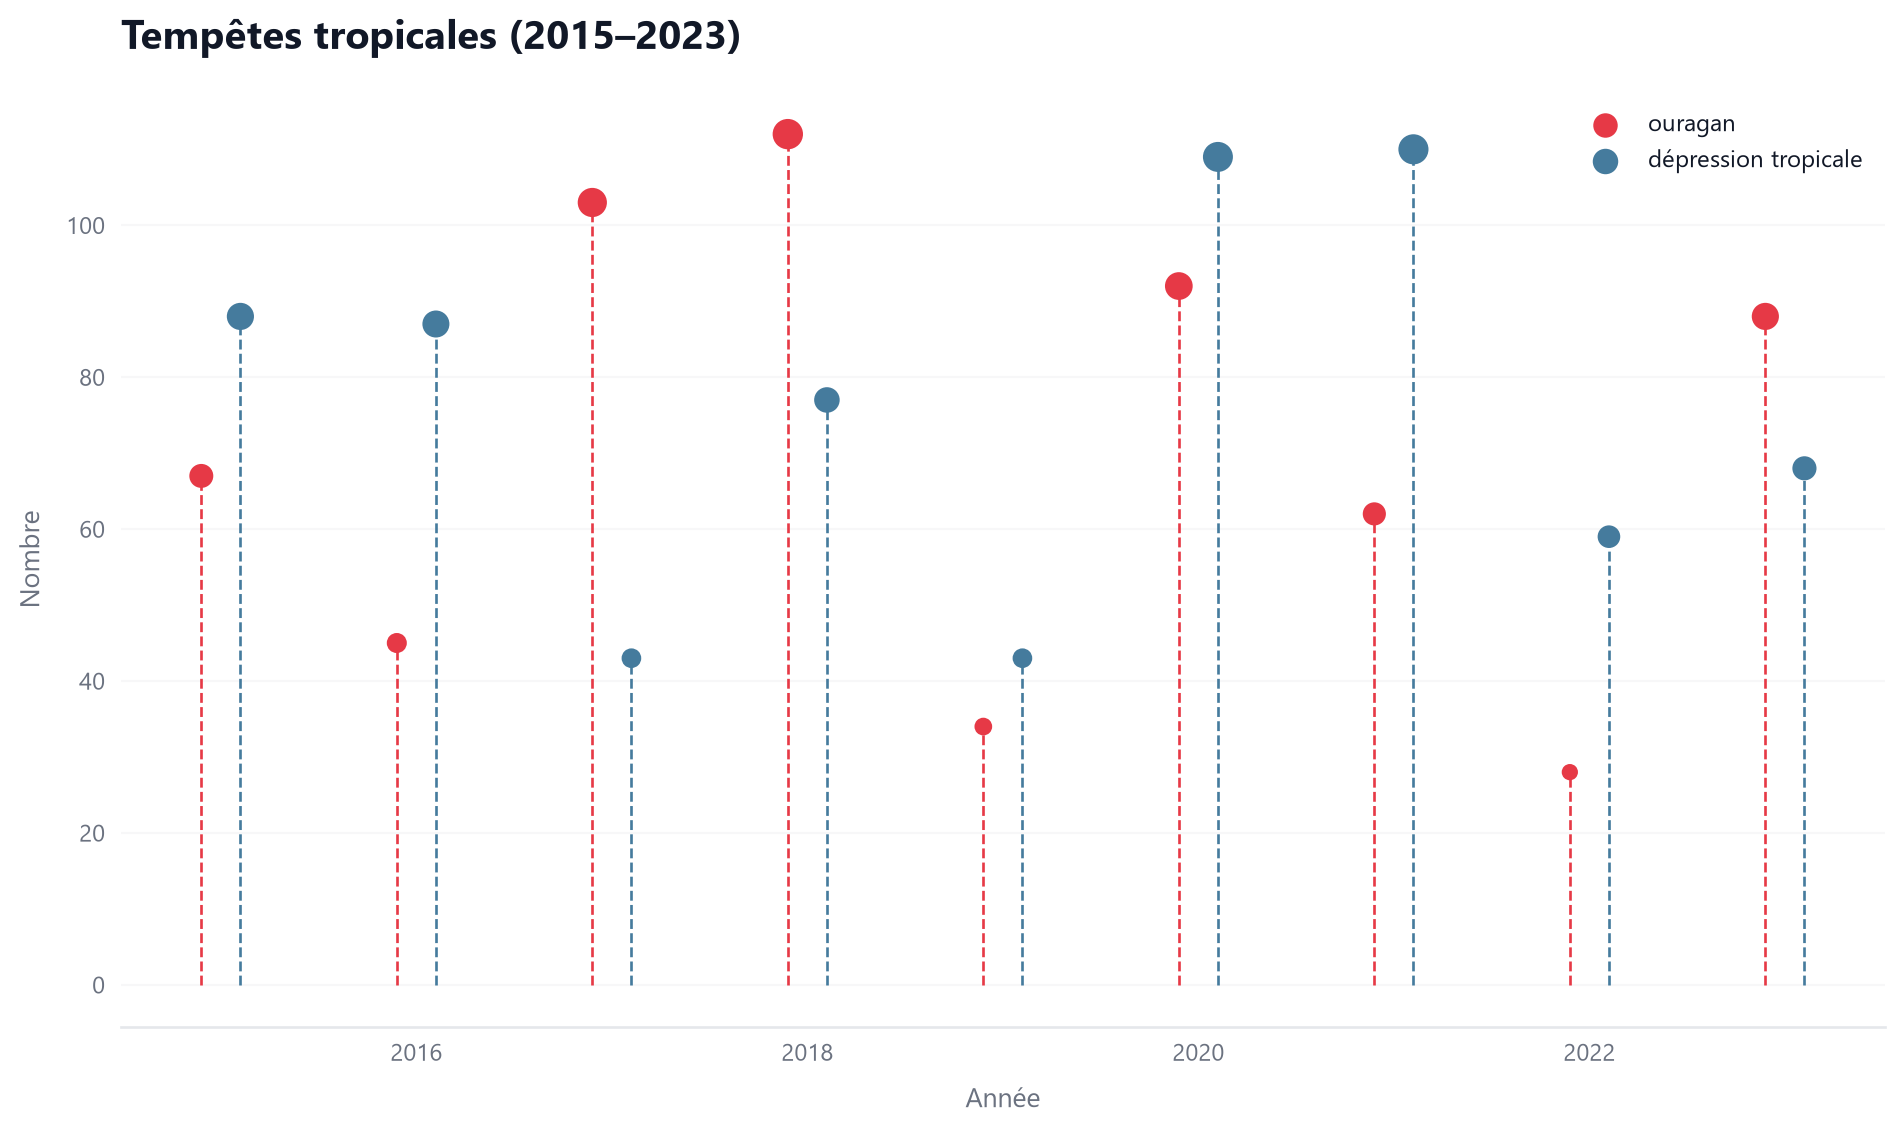 Tempêtes tropicales (2015–2023)
ouragan
dépression tropicale
Nombre
100
80
60
40
20
0
2016
2018
2020
2022
Année